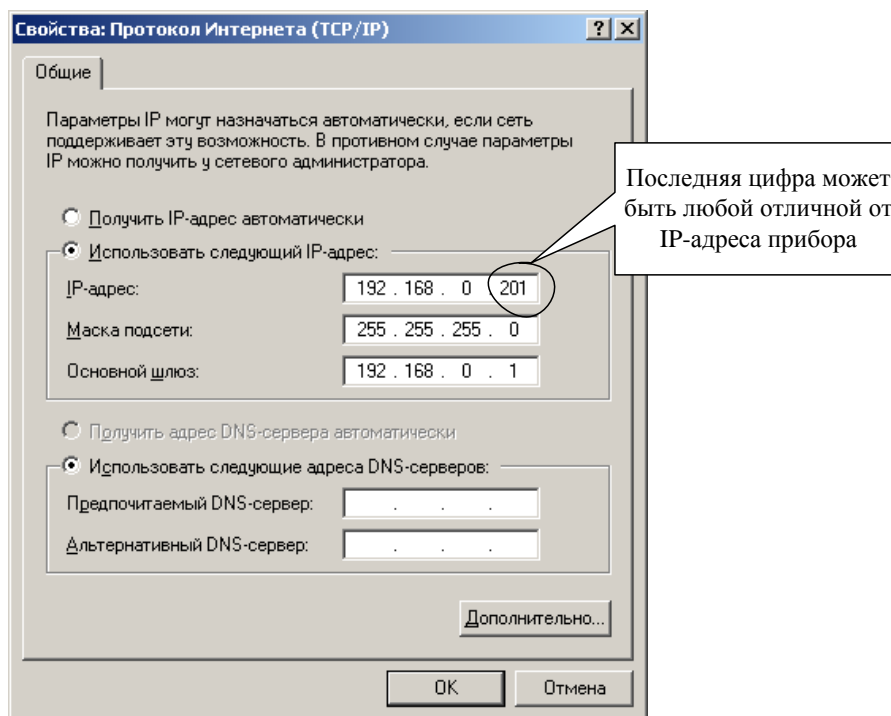 Свойства: Протокол Интернета (TCP/IP)
Общие
Параметры IP могут назначаться автоматически, если сеть
поддерживает эту возможность. В противном случае параметры
IP можно получить у сетевого администратора.
Последняя цифра может
быть любой отличной от
IP-адреса прибора
Получить IP-адрес автоматически
Использовать следующий IP-адрес:
IP-адрес: 192 . 168 . 0 . 201
Маска подсети: 255 . 255 . 255 . 0
Основной шлюз: 192 . 168 . 0 . 1
Получить адрес DNS-сервера автоматически
Использовать следующие адреса DNS-серверов:
Предпочитаемый DNS-сервер: . . .
Альтернативный DNS-сервер: . . .
Дополнительно...
OK Отмена